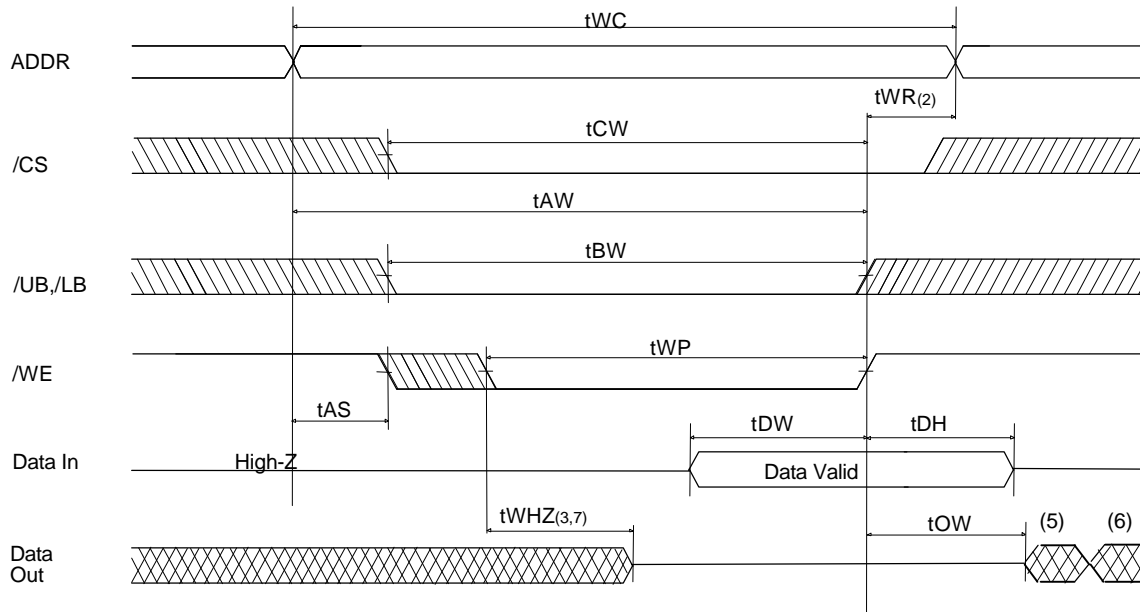 tWC
ADDR
tWR(2)
tCW
/CS
tAW
tBW
/UB,/LB
tWP
/WE
tAS
tDW
tDH
Data In
High-Z
Data Valid
tWHZ(3,7)
tOW
(5)
(6)
Data
Out